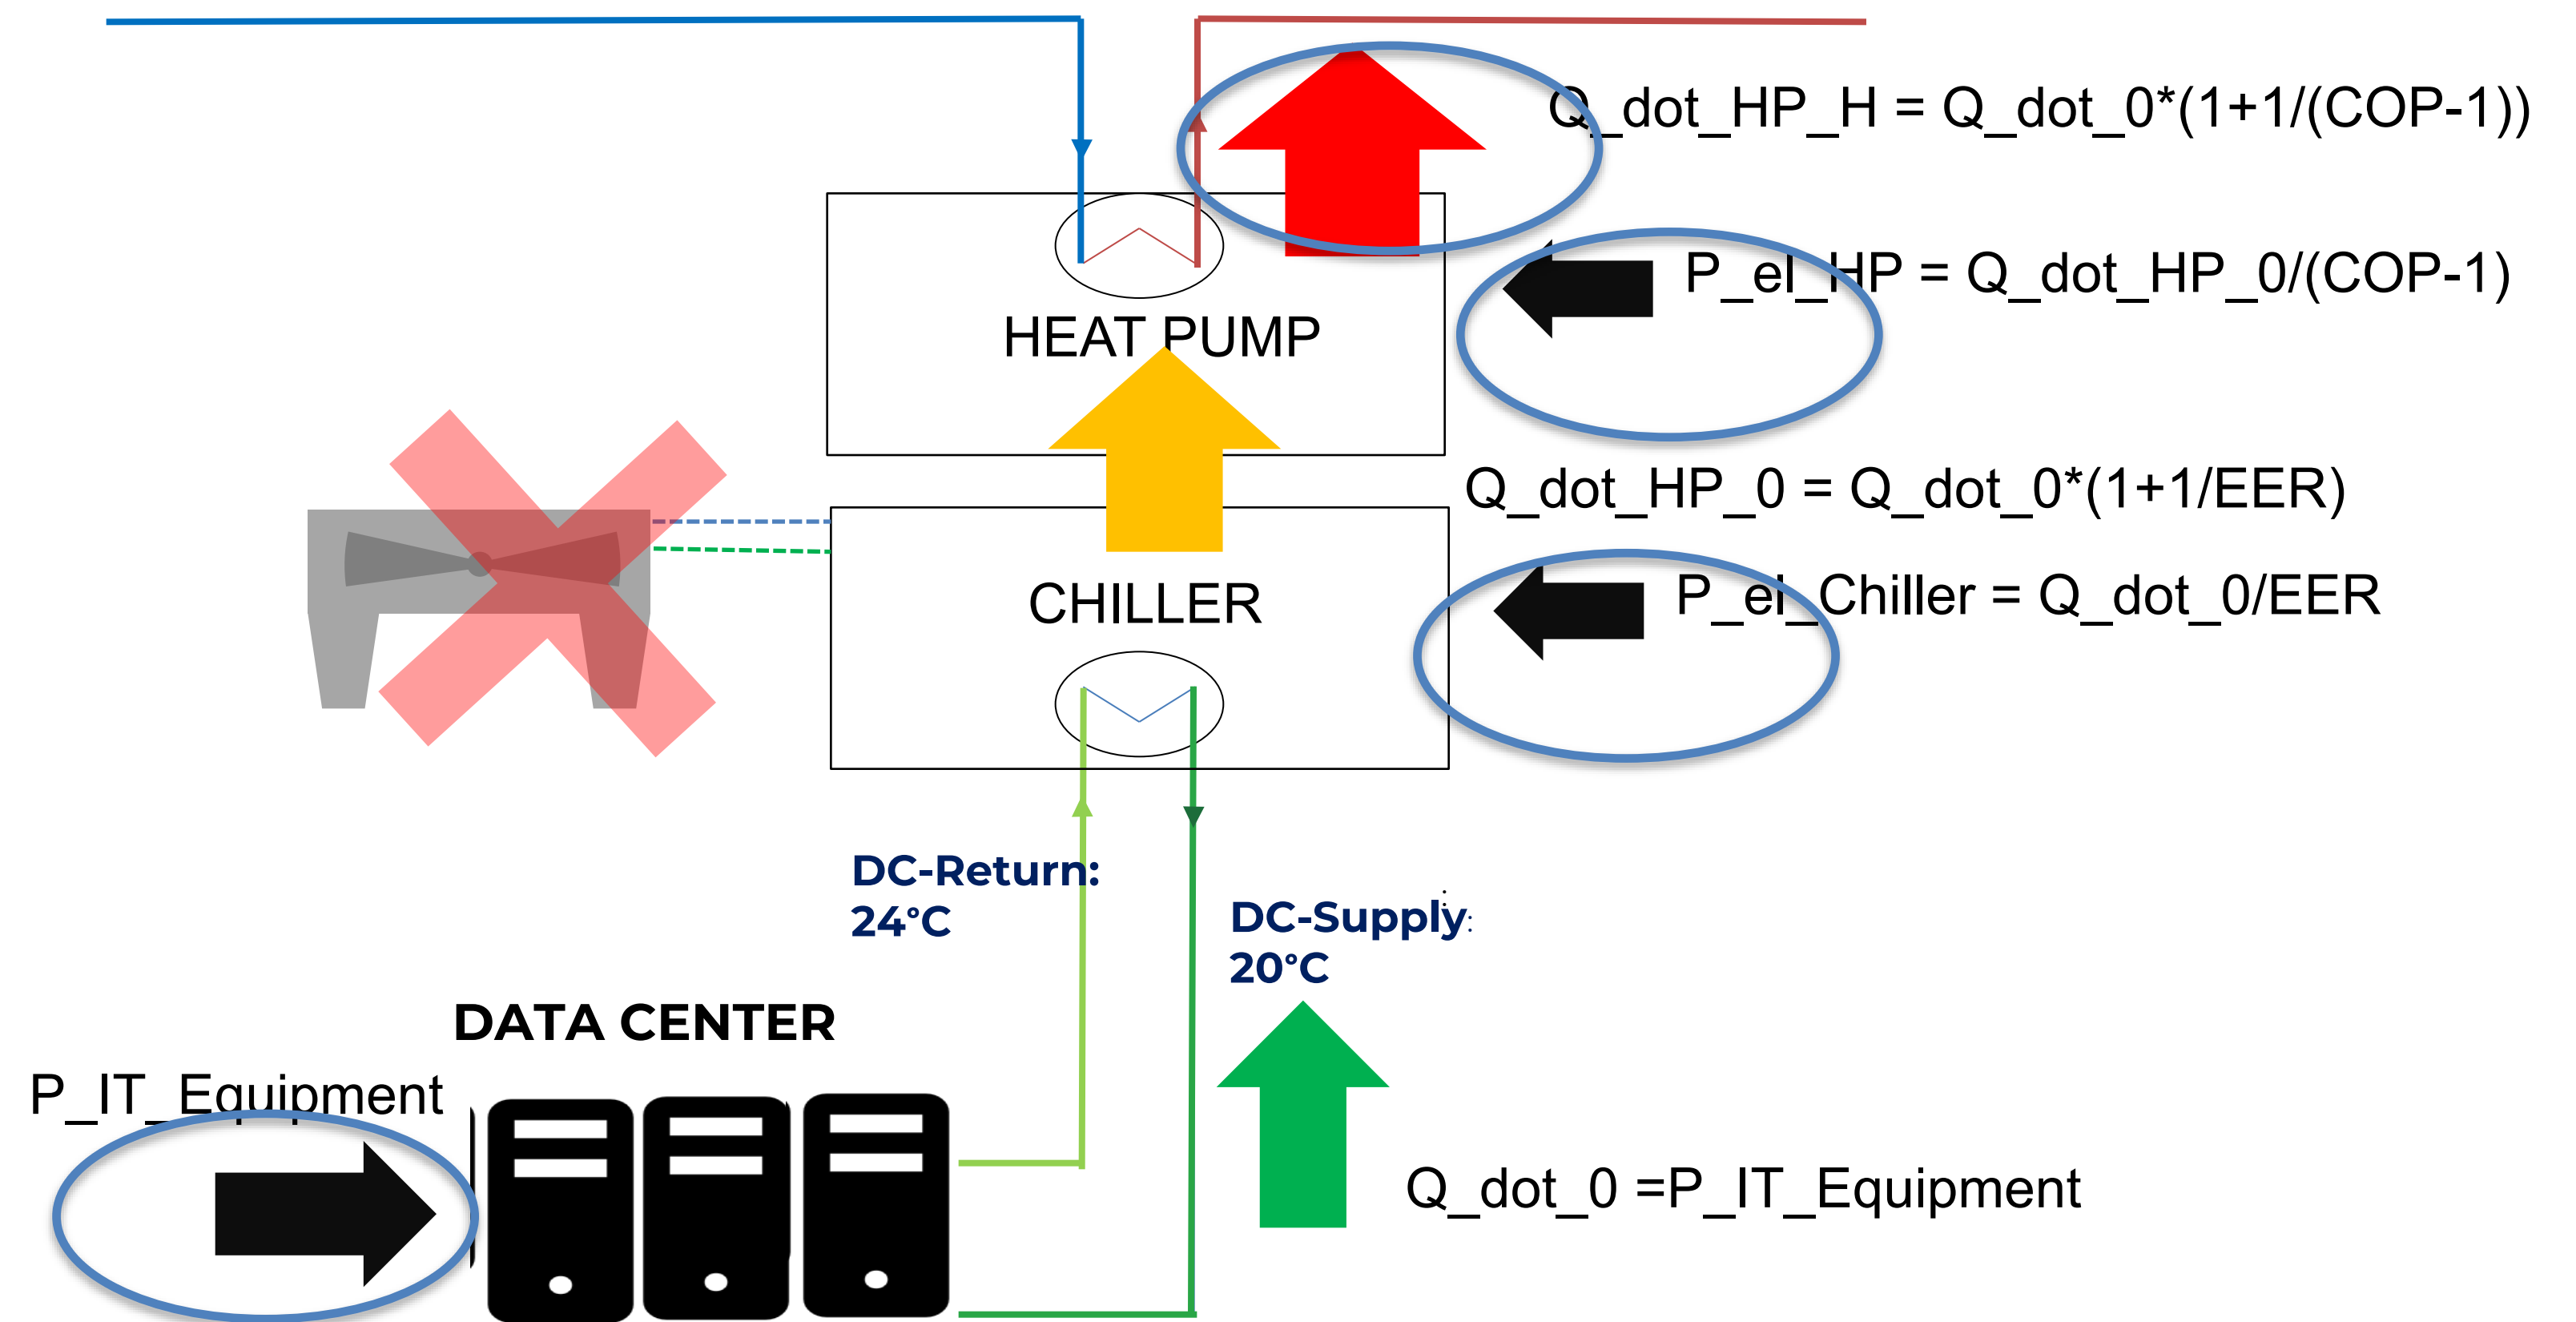 Q_dot_HP_H = Q_dot_0*(1+1/(COP-1))
P_el_HP = Q_dot_HP_0/(COP-1)
HEAT PUMP
Q_dot_HP_0 = Q_dot_0*(1+1/EER)
P_el_Chiller = Q_dot_0/EER
CHILLER
DC-Return:
24°C
DC-Supply:
20°C
DATA CENTER
P_IT_Equipment
Q_dot_0 =P_IT_Equipment